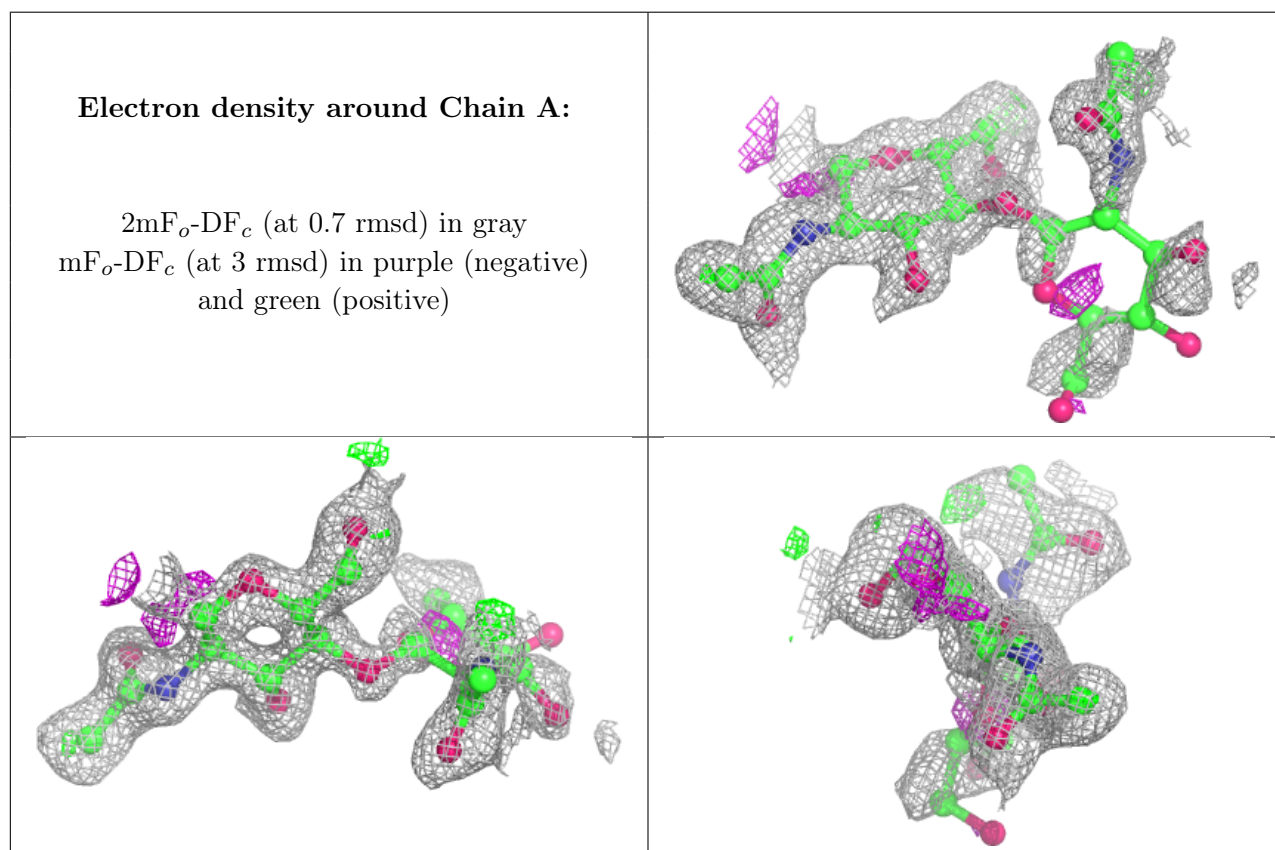 Electron density around Chain A:
2mFo-DFc (at 0.7 rmsd) in gray
mFo-DFc (at 3 rmsd) in purple (negative)
and green (positive)